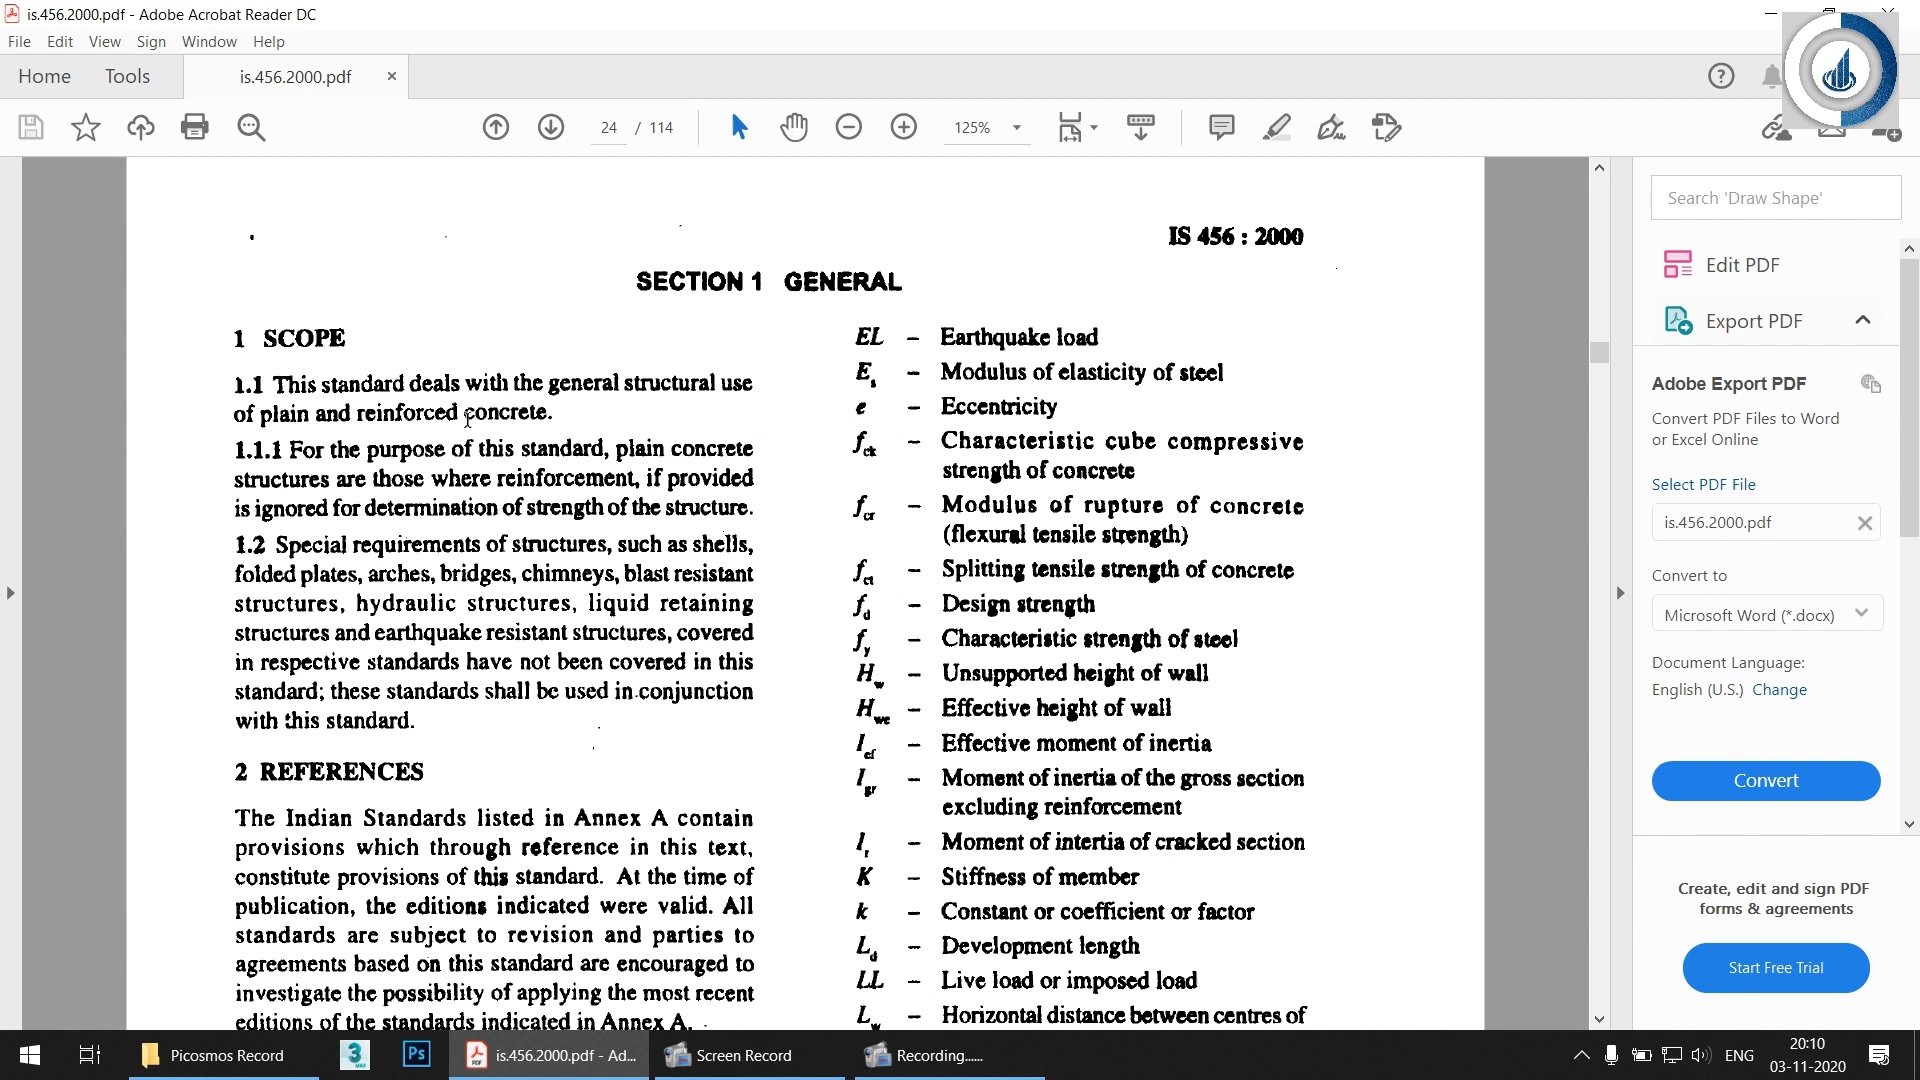 is.456.2000.pdf - Adobe Acrobat Reader DC
File Edit View Sign Window Help
Home Tools is.456.2000.pdf ×
24 / 114 125%
IS 456 : 2000
SECTION 1 GENERAL
1 SCOPE
1.1 This standard deals with the general structural use
of plain and reinforced concrete.
1.1.1 For the purpose of this standard, plain concrete
structures are those where reinforcement, if provided
is ignored for determination of strength of the structure.
1.2 Special requirements of structures, such as shells,
folded plates, arches, bridges, chimneys, blast resistant
structures, hydraulic structures, liquid retaining
structures and earthquake resistant structures, covered
in respective standards have not been covered in this
standard; these standards shall be used in conjunction
with this standard.
2 REFERENCES
The Indian Standards listed in Annex A contain
provisions which through reference in this text,
constitute provisions of this standard. At the time of
publication, the editions indicated were valid. All
standards are subject to revision and parties to
agreements based on this standard are encouraged to
investigate the possibility of applying the most recent
editions of the standards indicated in Annex A.
EL – Earthquake load
Es – Modulus of elasticity of steel
e – Eccentricity
fck – Characteristic cube compressive
strength of concrete
fcr – Modulus of rupture of concrete
(flexural tensile strength)
fct – Splitting tensile strength of concrete
fd – Design strength
fy – Characteristic strength of steel
Hw – Unsupported height of wall
Hwe – Effective height of wall
Ief – Effective moment of inertia
Igr – Moment of inertia of the gross section
excluding reinforcement
Ir – Moment of intertia of cracked section
K – Stiffness of member
k – Constant or coefficient or factor
Ld – Development length
LL – Live load or imposed load
Lw – Horizontal distance between centres of
Search 'Draw Shape'
Edit PDF
Export PDF
Adobe Export PDF
Convert PDF Files to Word
or Excel Online
Select PDF File
is.456.2000.pdf
Convert to
Microsoft Word (*.docx)
Document Language:
English (U.S.) Change
Convert
Create, edit and sign PDF
forms & agreements
Start Free Trial
Picosmos Record
3
MAX
Ps
PDF
is.456.2000.pdf - Ad...
Screen Record
Recording......
ENG
20:10
03-11-2020